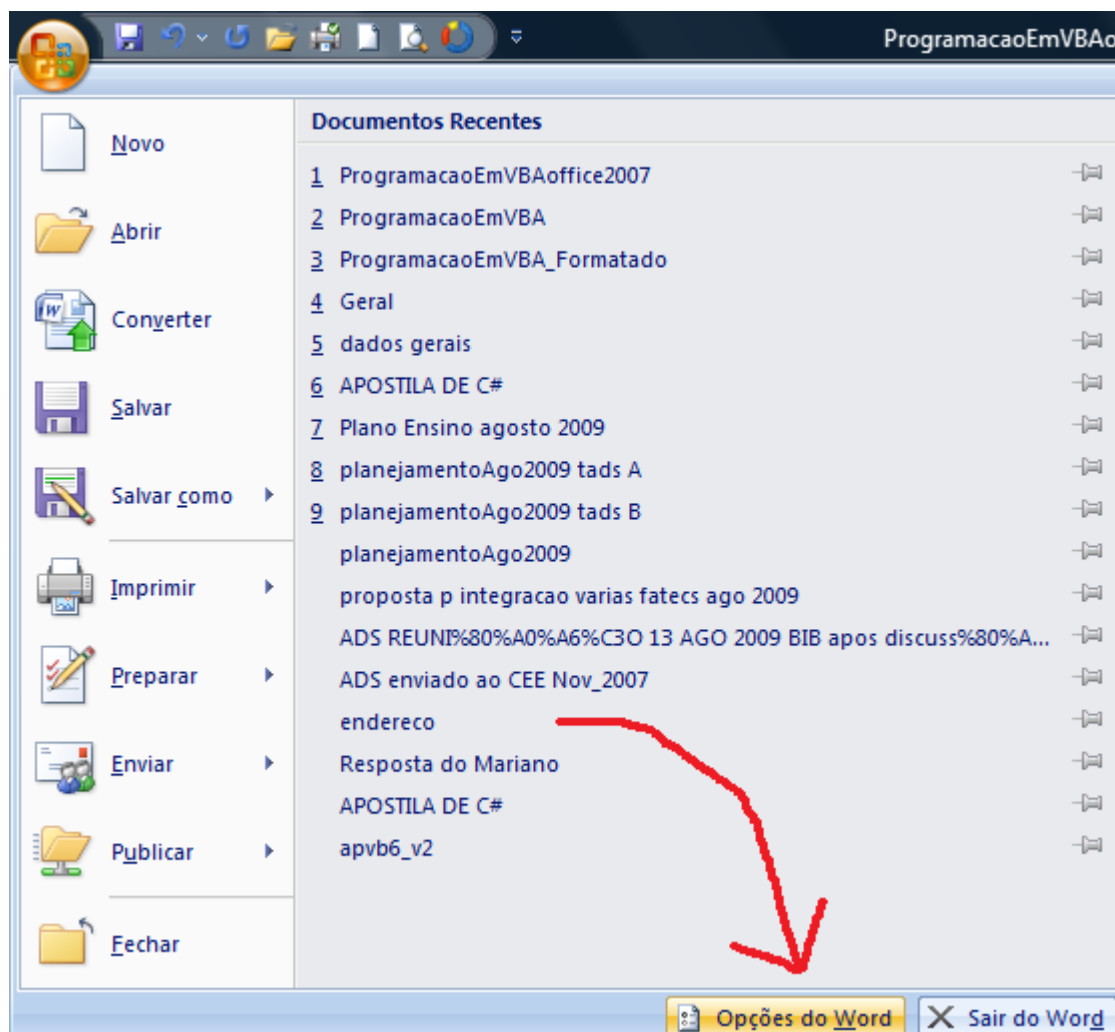 ProgramacaoEmVBAo
Novo
Abrir
Converter
Salvar
Salvar como
Imprimir
Preparar
Enviar
Publicar
Fechar
Documentos Recentes
1 ProgramacaoEmVBAoffice2007
2 ProgramacaoEmVBA
3 ProgramacaoEmVBA_Formatado
4 Geral
5 dados gerais
6 APOSTILA DE C#
7 Plano Ensino agosto 2009
8 planejamentoAgo2009 tads A
9 planejamentoAgo2009 tads B
planejamentoAgo2009
proposta p integracao varias fatecs ago 2009
ADS REUNI%80%A0%A6%C3O 13 AGO 2009 BIB apos discuss%80%A...
ADS enviado ao CEE Nov_2007
endereco
Resposta do Mariano
APOSTILA DE C#
apvb6_v2
Opções do Word
Sair do Word